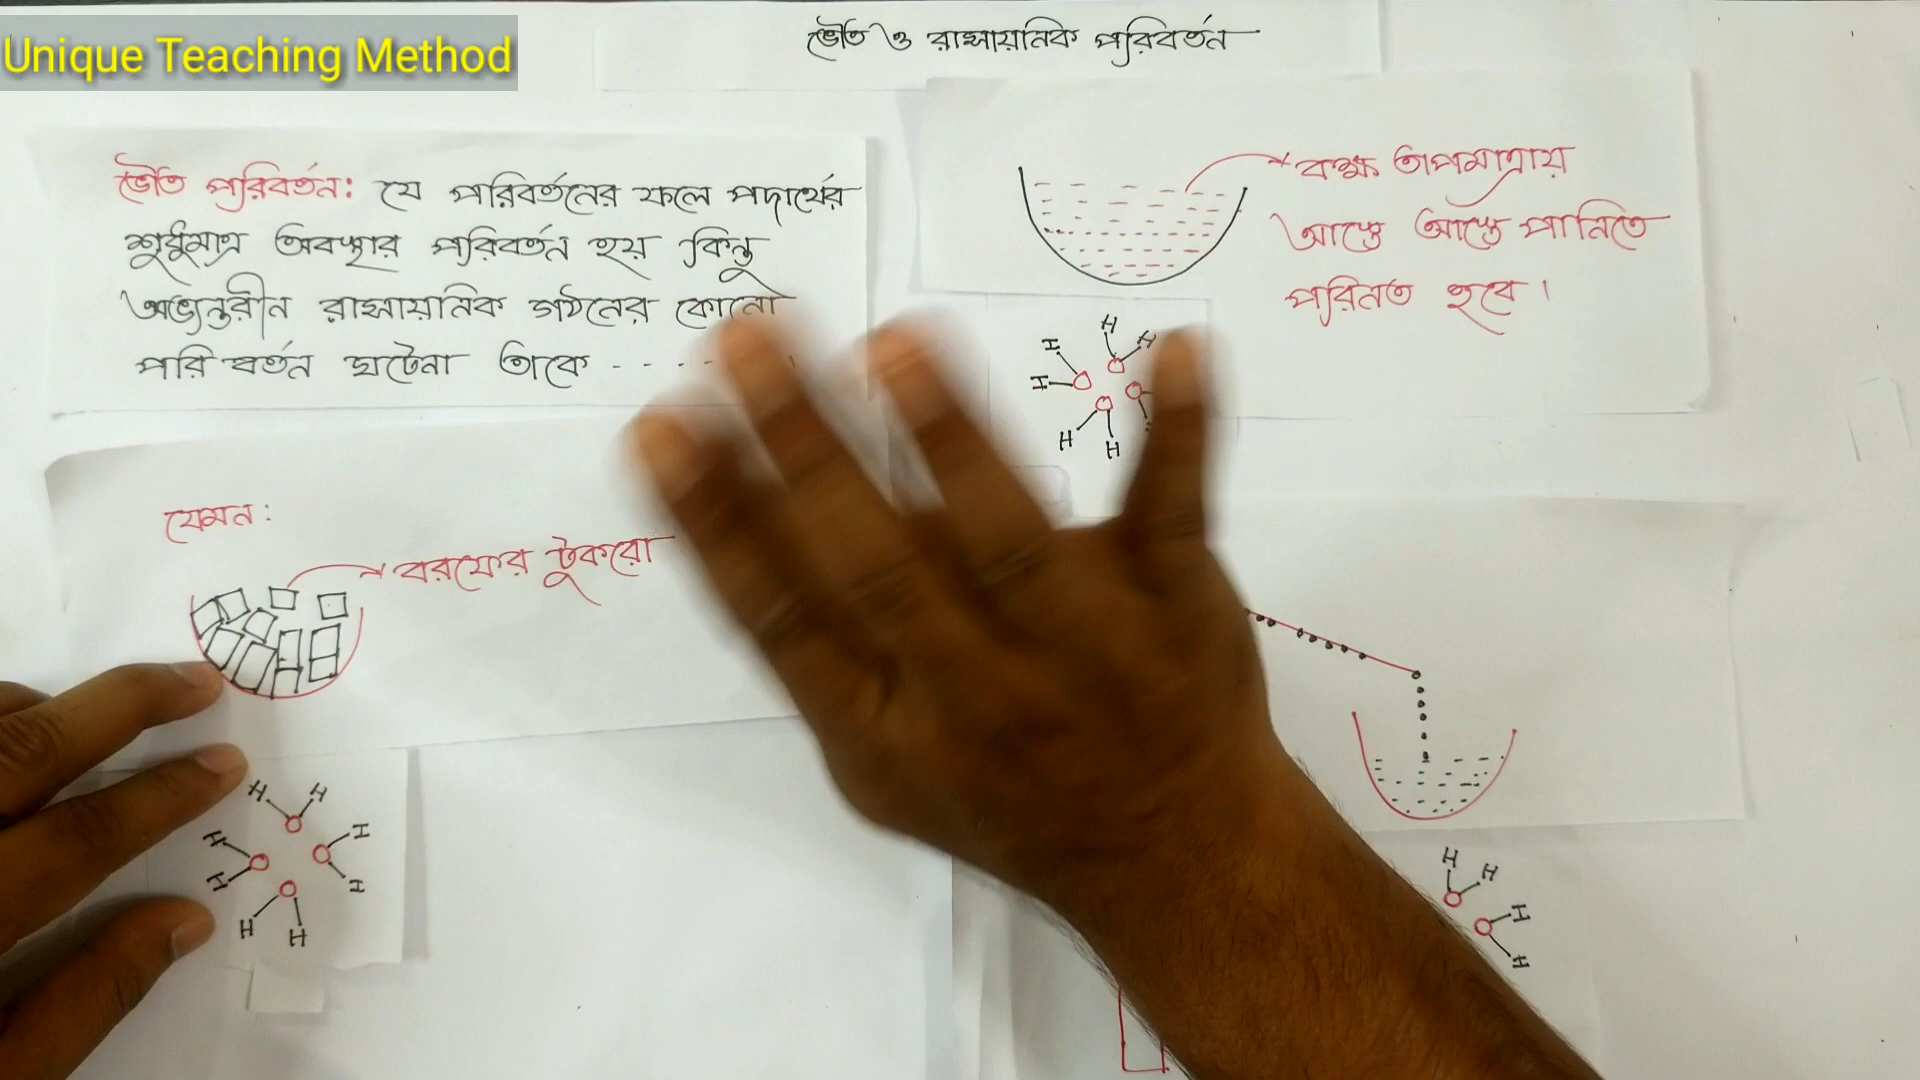 Unique Teaching Method
ভৌত ও রাসায়নিক পরিবর্তন
ভৌত পরিবর্তন: যে পরিবর্তনের ফলে পদার্থের
শুধুমাত্র অবস্থার পরিবর্তন হয় কিন্তু
অভ্যন্তরীন রাসায়নিক গঠনের কোনো
পরিবর্তন ঘটেনা তাকে - - - -
যেমন:
বরফের টুকরো
কক্ষ তাপমাত্রায়
আস্তে আস্তে পানিতে
পরিনত হবে।
H H
H O O H
H O O H
H H
H H
H O O H
H O O
H H
H H
O H
O
H